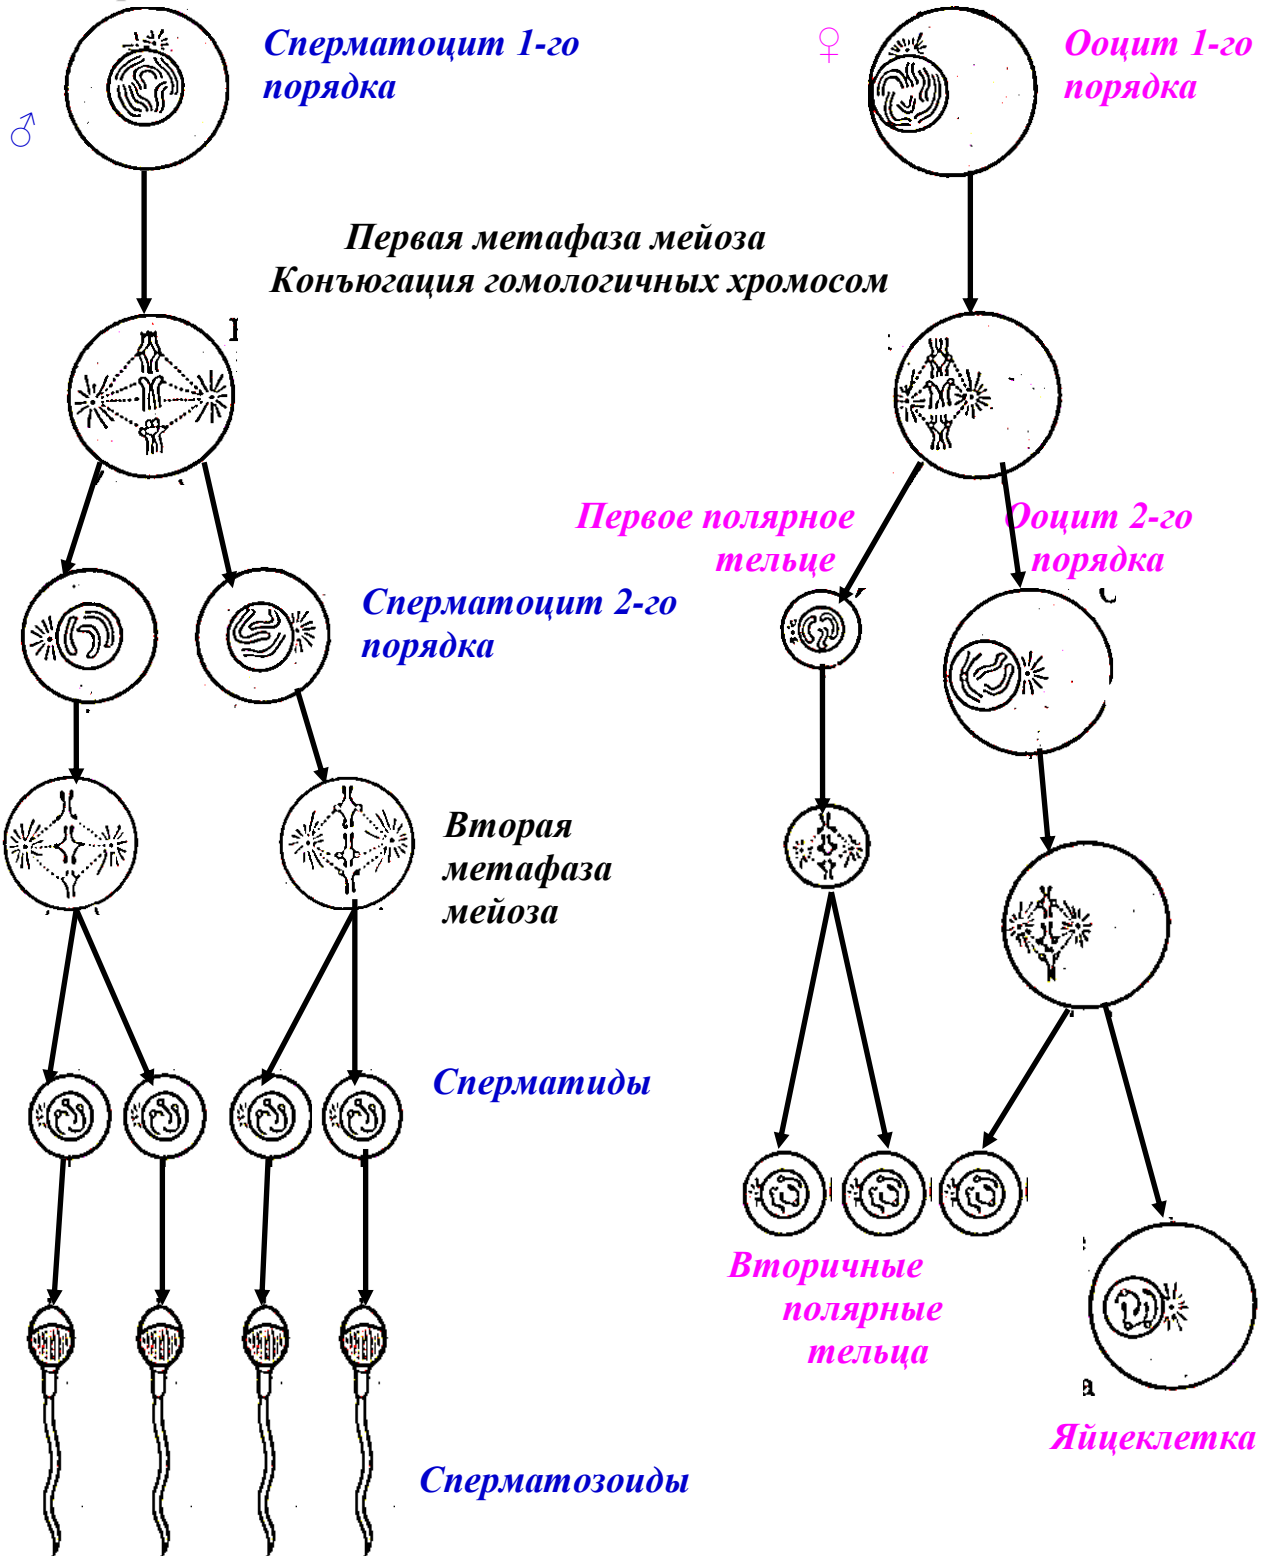 ♂
Сперматоцит 1-го
порядка
♀
Ооцит 1-го
порядка
Первая метафаза мейоза
Конъюгация гомологичных хромосом
Первое полярное
тельце
Ооцит 2-го
порядка
Сперматоцит 2-го
порядка
Вторая
метафаза
мейоза
Сперматиды
Вторичные
полярные
тельца
Яйцеклетка
Сперматозоиды